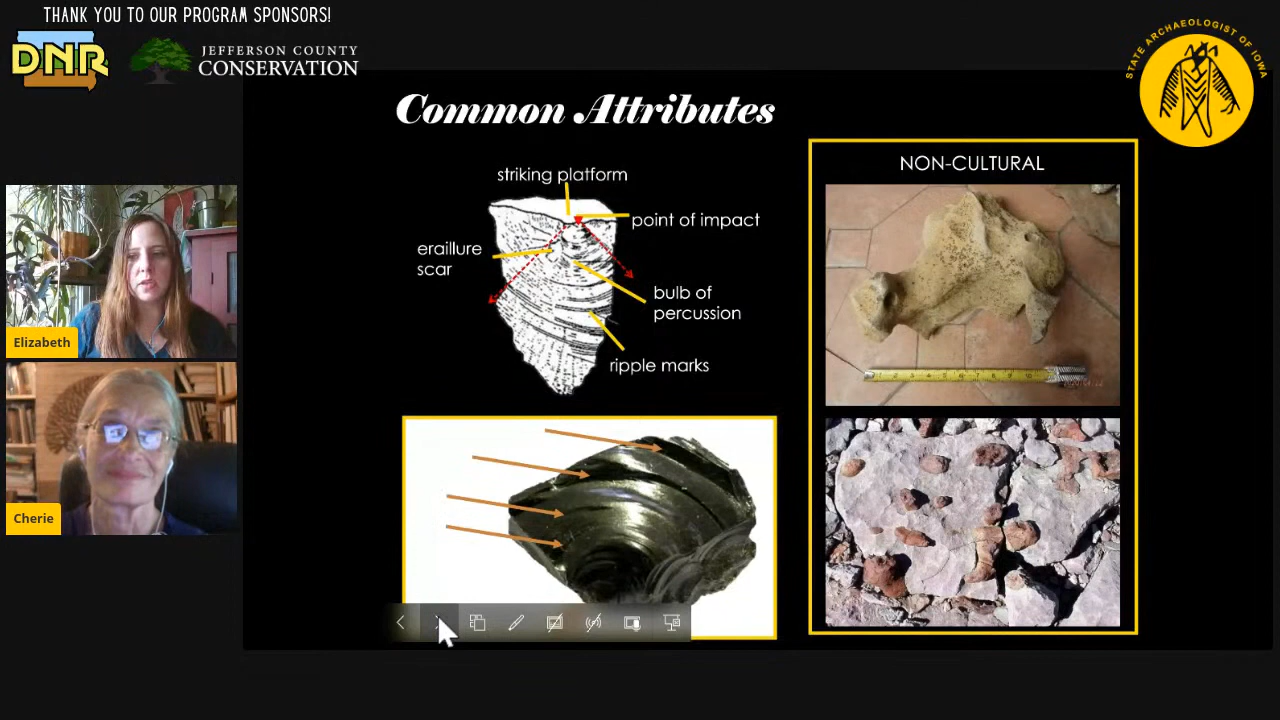 THANK YOU TO OUR PROGRAM SPONSORS!
DNR
JEFFERSON COUNTY
CONSERVATION
STATE ARCHAEOLOGIST OF IOWA
Common Attributes
striking platform
point of impact
eraillure
scar
bulb of
percussion
ripple marks
NON-CULTURAL
Elizabeth
Cherie